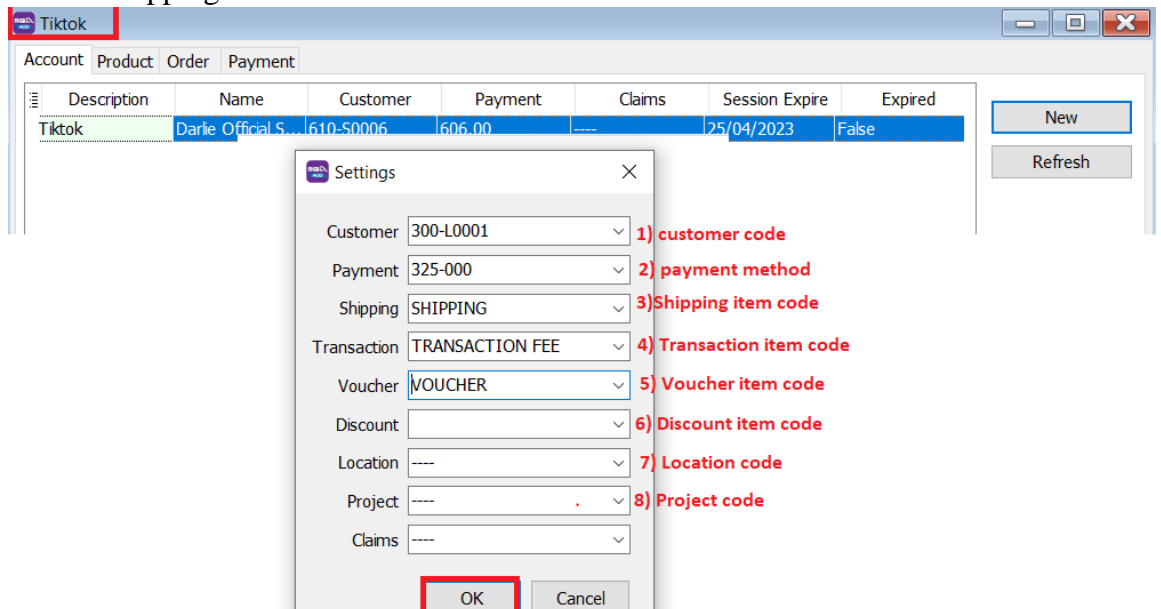 Tiktok
Account Product Order Payment
Description Name Customer Payment Claims Session Expire Expired
New
Tiktok Darlie Official S... 610-S0006 606.00 ---- 25/04/2023 False
Refresh
Settings
Customer 300-L0001 1) customer code
Payment 325-000 2) payment method
Shipping SHIPPING 3)Shipping item code
Transaction TRANSACTION FEE 4) Transaction item code
Voucher VOUCHER 5) Voucher item code
Discount 6) Discount item code
Location ---- 7) Location code
Project ---- . 8) Project code
Claims ----
OK Cancel